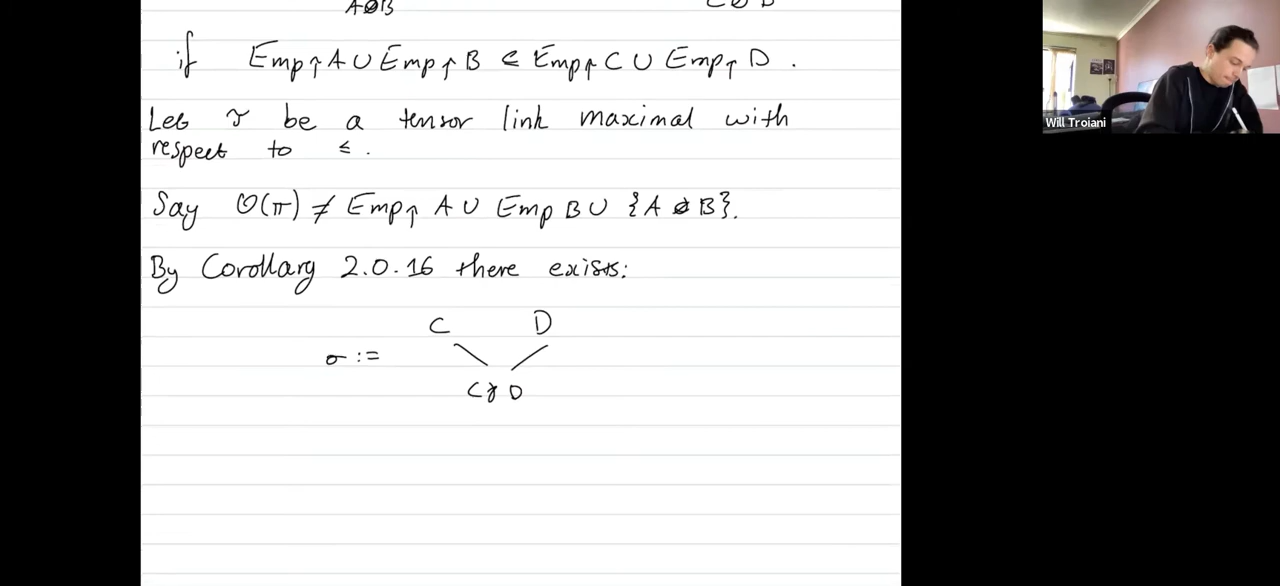 A⊗B C⊗D
if Emp↑A ∪ Emp↑B ⊆ Emp↑C ∪ Emp↑D .
Let τ be a tensor link maximal with
respect to ≤ .
Say O(π) ≠ Emp↑ A ∪ Emp B ∪ {A ⊗ B}.
By Corollary 2.0.16 there exists:
C D
σ :=
C⅋D
Will Troiani